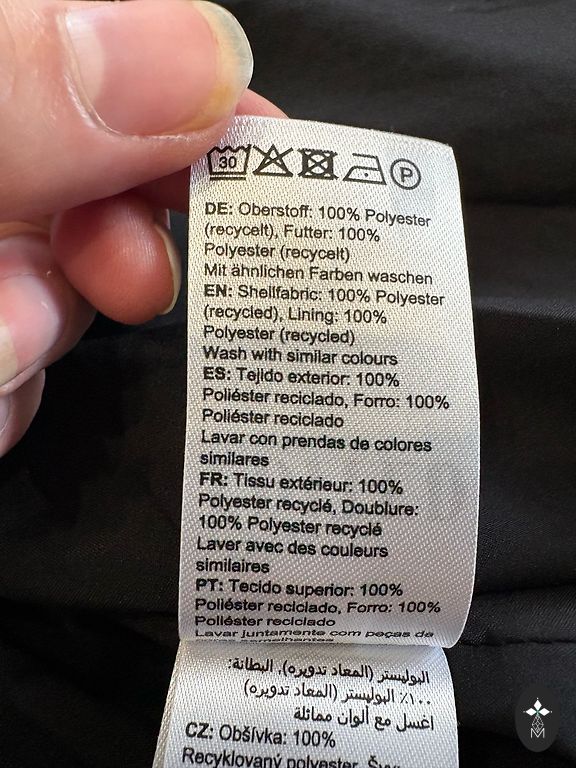 30 P
DE: Oberstoff: 100% Polyester
(recycelt), Futter: 100%
Polyester (recycelt)
Mit ähnlichen Farben waschen
EN: Shellfabric: 100% Polyester
(recycled), Lining: 100%
Polyester (recycled)
Wash with similar colours
ES: Tejido exterior: 100%
Poliéster reciclado, Forro: 100%
Poliéster reciclado
Lavar con prendas de colores
similares
FR: Tissu extérieur: 100%
Polyester recyclé, Doublure:
100% Polyester recyclé
Laver avec des couleurs
similaires
PT: Tecido superior: 100%
Poliéster reciclado, Forro: 100%
Poliéster reciclado
Lavar juntamente com peças da
البوليستر (المعاد تدويره), البطانة:
١٠٠٪ البوليستر (المعاد تدويره)
اغسل مع ألوان مماثلة
CZ: Obšívka: 100%
Recyklovaný polyester,